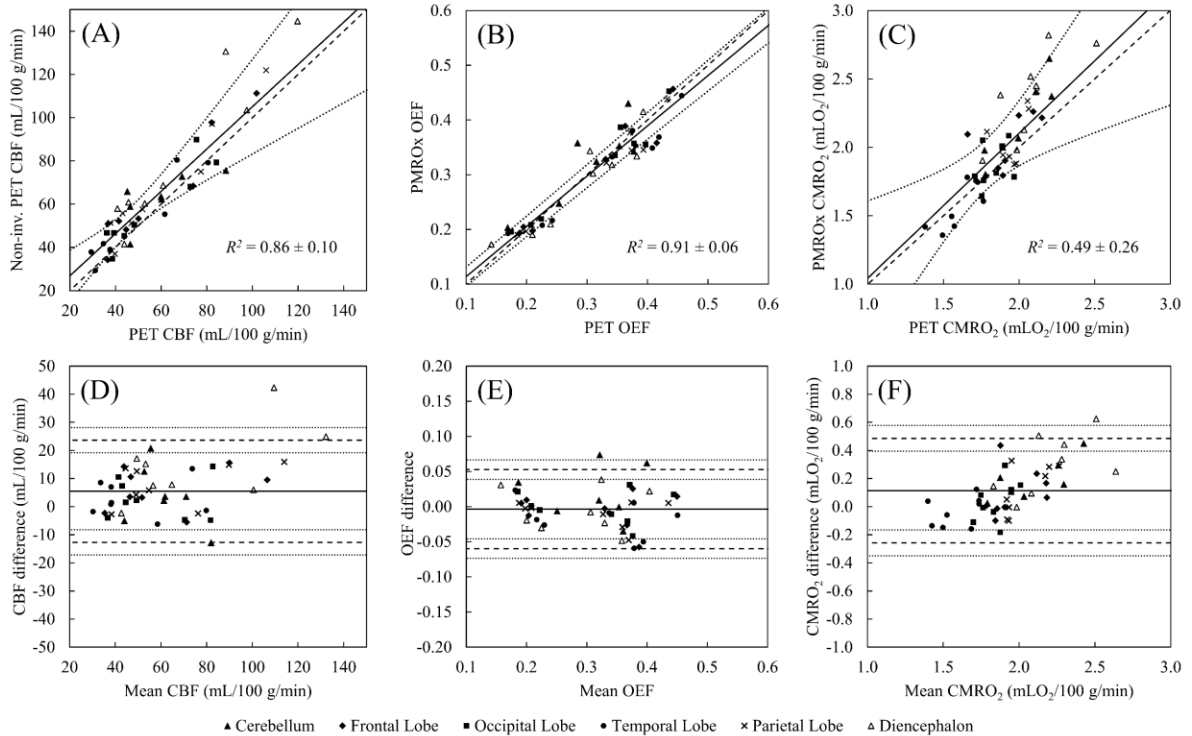 (A)
Non-inv. PET CBF (mL/100 g/min)
140
120
100
80
60
40
20
R² = 0.86 ± 0.10
20 40 60 80 100 120 140
PET CBF (mL/100 g/min)
(B)
PMROx OEF
0.6
0.5
0.4
0.3
0.2
0.1
R² = 0.91 ± 0.06
0.1 0.2 0.3 0.4 0.5 0.6
PET OEF
(C)
PMROx CMRO₂ (mLO₂/100 g/min)
3.0
2.5
2.0
1.5
1.0
R² = 0.49 ± 0.26
1.0 1.5 2.0 2.5 3.0
PET CMRO₂ (mLO₂/100 g/min)
(D)
CBF difference (mL/100 g/min)
50
40
30
20
10
0
-10
-20
-30
-40
-50
20 40 60 80 100 120 140
Mean CBF (mL/100 g/min)
(E)
OEF difference
0.20
0.15
0.10
0.05
0.00
-0.05
-0.10
-0.15
-0.20
0.1 0.2 0.3 0.4 0.5 0.6
Mean OEF
(F)
CMRO₂ difference (mLO₂/100 g/min)
1.0
0.8
0.6
0.4
0.2
0.0
-0.2
-0.4
-0.6
-0.8
-1.0
1.0 1.5 2.0 2.5 3.0
Mean CMRO₂ (mLO₂/100 g/min)
▲ Cerebellum ◆ Frontal Lobe ■ Occipital Lobe ● Temporal Lobe × Parietal Lobe △ Diencephalon